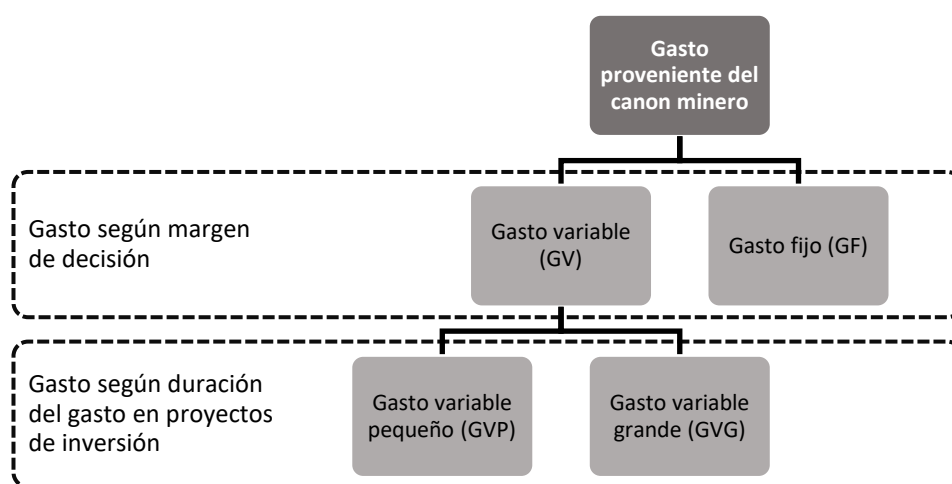 Gasto
proveniente del
canon minero
Gasto según margen
de decisión
Gasto variable
(GV)
Gasto fijo (GF)
Gasto según duración
del gasto en proyectos
de inversión
Gasto variable
pequeño (GVP)
Gasto variable
grande (GVG)